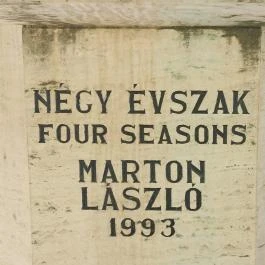 NÉGY ÉVSZAK
FOUR SEASONS
MARTON
LÁSZLÓ
1993